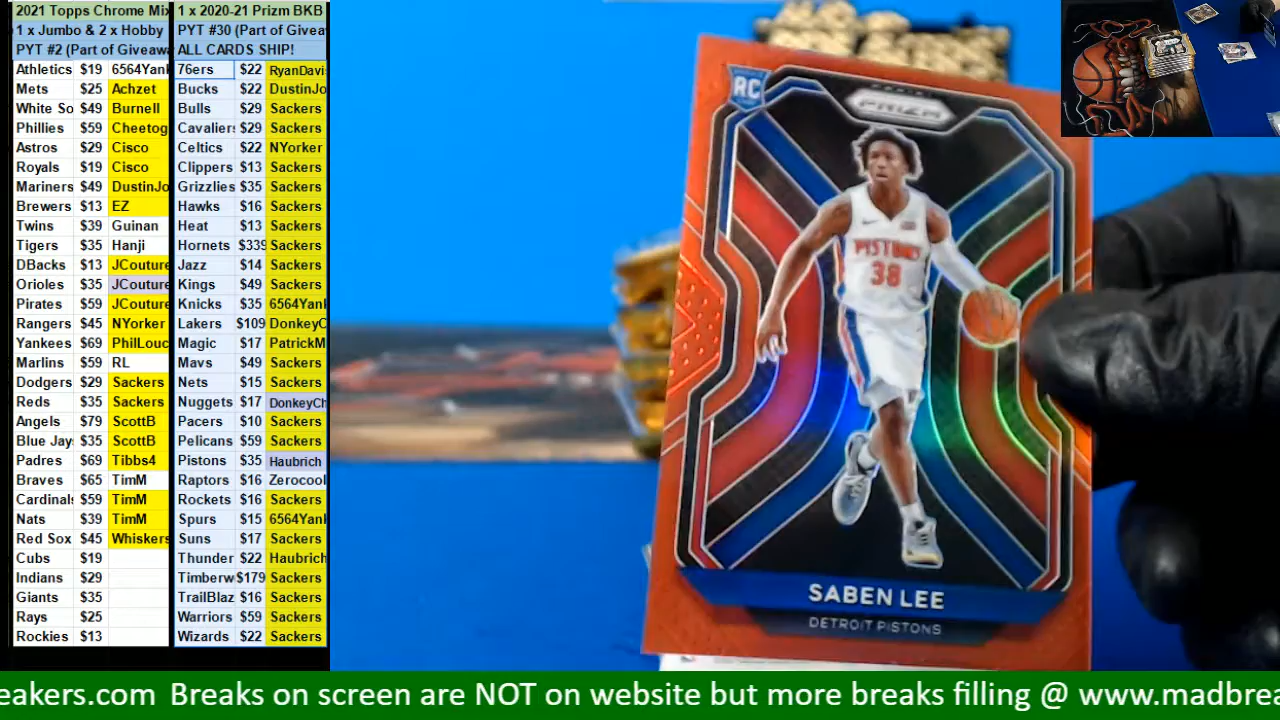 2021 Topps Chrome Mix
1 x Jumbo & 2 x Hobby
PYT #2 (Part of Giveaw
Athletics $19 6564Yank
Mets $25 Achzet
White So $49 Burnell
Phillies $59 Cheetog
Astros $29 Cisco
Royals $19 Cisco
Mariners $49 DustinJo
Brewers $13 EZ
Twins $39 Guinan
Tigers $35 Hanji
DBacks $13 JCouture
Orioles $35 JCouture
Pirates $59 JCouture
Rangers $45 NYorker
Yankees $69 PhilLouc
Marlins $59 RL
Dodgers $29 Sackers
Reds $35 Sackers
Angels $79 ScottB
Blue Jay $35 ScottB
Padres $69 Tibbs4
Braves $65 TimM
Cardinals $59 TimM
Nats $39 TimM
Red Sox $45 Whiskers
Cubs $19
Indians $29
Giants $35
Rays $25
Rockies $13
1 x 2020-21 Prizm BKB
PYT #30 (Part of Givea
ALL CARDS SHIP!
76ers $22 RyanDavi
Bucks $22 DustinJo
Bulls $29 Sackers
Cavaliers $29 Sackers
Celtics $22 NYorker
Clippers $13 Sackers
Grizzlies $35 Sackers
Hawks $16 Sackers
Heat $13 Sackers
Hornets $339 Sackers
Jazz $14 Sackers
Kings $49 Sackers
Knicks $35 6564Yank
Lakers $109 DonkeyC
Magic $17 PatrickM
Mavs $49 Sackers
Nets $15 Sackers
Nuggets $17 DonkeyCh
Pacers $10 Sackers
Pelicans $59 Sackers
Pistons $35 Haubrich
Raptors $16 Zerocool
Rockets $16 Sackers
Spurs $15 6564Yank
Suns $17 Sackers
Thunder $22 Haubrich
Timberw $179 Sackers
TrailBlaz $16 Sackers
Warriors $59 Sackers
Wizards $22 Sackers
RC
PANINI
PRIZM
PISTONS
38
SABEN LEE
DETROIT PISTONS
eakers.com Breaks on screen are NOT on website but more breaks filling @ www.madbrea